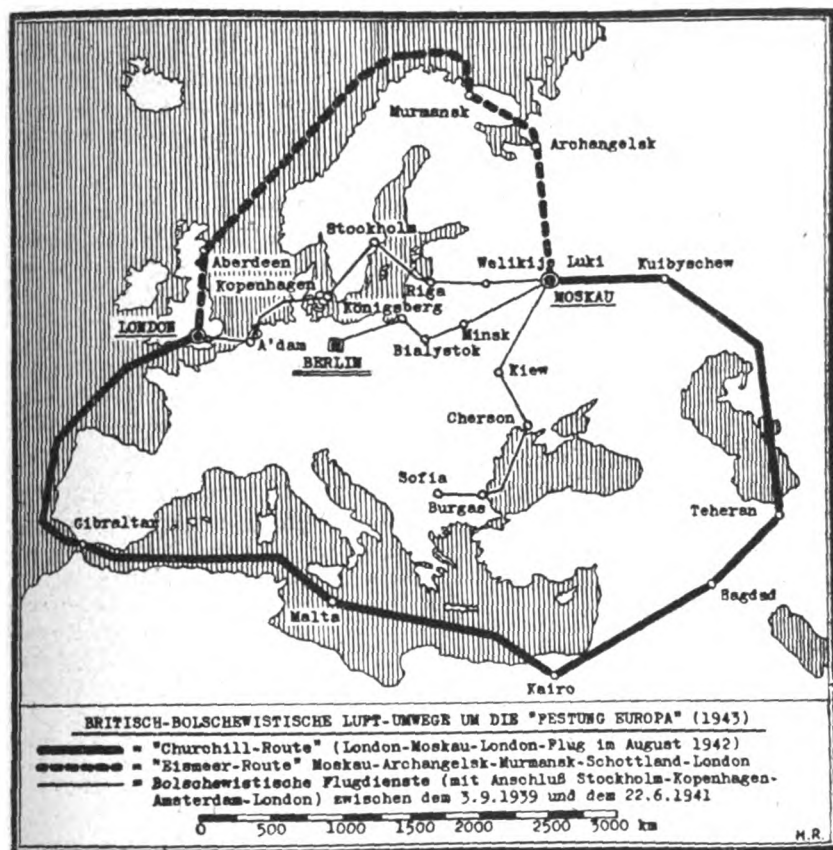 Murmansk
Archangelsk
Stockholm
Aberdeen
Welikij Luki
Kuibyschew
Kopenhagen
Riga
MOSKAU
LONDON
Königsberg
A'dam
Minsk
BERLIN
Bialystok
Kiew
Cherson
Sofia
Burgas
Teheran
Gibraltar
Bagdad
Malta
Kairo
BRITISCH-BOLSCHEWISTISCHE LUFT-UMWEGE UM DIE "FESTUNG EUROPA" (1943)
= "Churchill-Route" (London-Moskau-London-Flug im August 1942)
= "Eismeer-Route" Moskau-Archangelsk-Murmansk-Schottland-London
= Bolschewistische Flugdienste (mit Anschluß Stockholm-Kopenhagen-
Amsterdam-London) zwischen dem 3.9.1939 und dem 22.6.1941
0 500 1000 1500 2000 2500 5000 km
M.R.